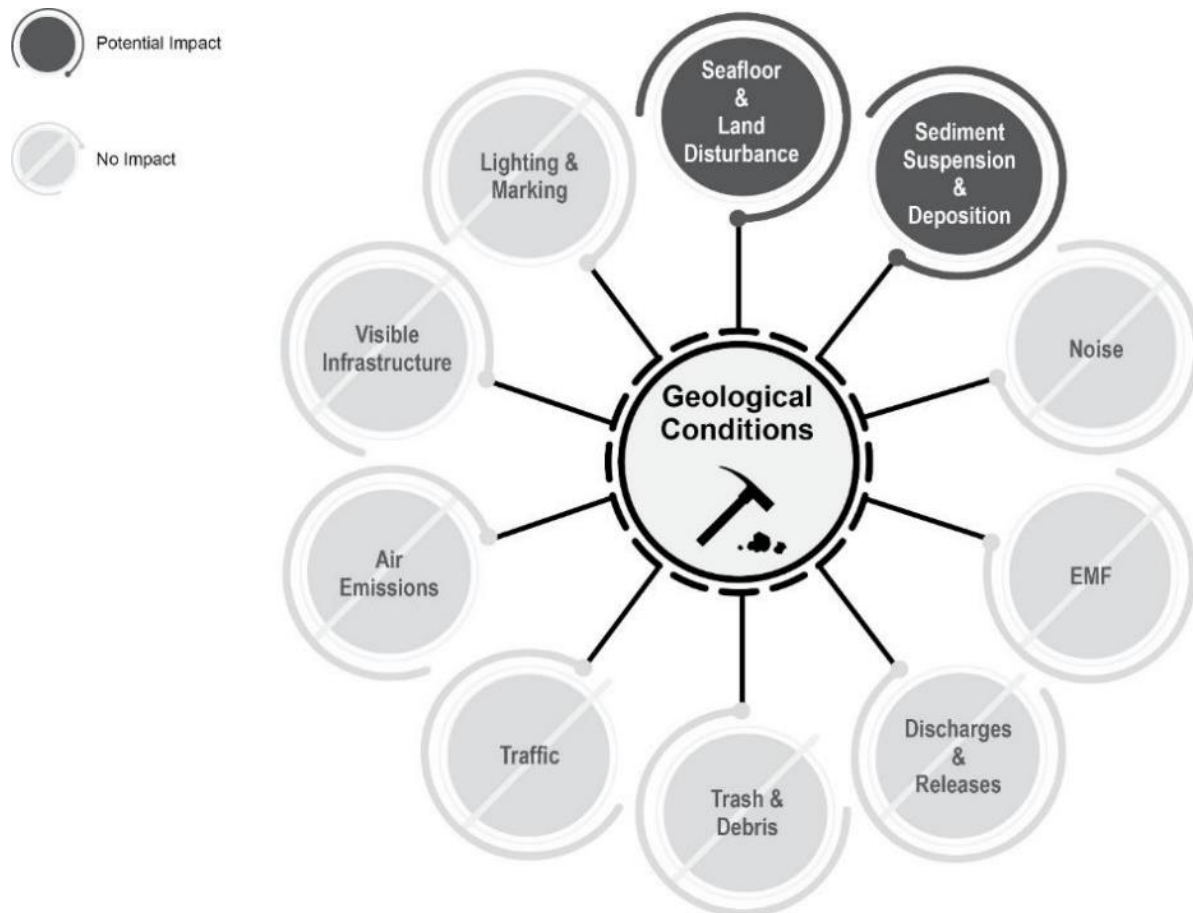 Potential Impact
No Impact
Seafloor
&
Land
Disturbance
Sediment
Suspension
&
Deposition
Noise
EMF
Discharges
&
Releases
Trash &
Debris
Traffic
Air
Emissions
Visible
Infrastructure
Lighting &
Marking
Geological
Conditions